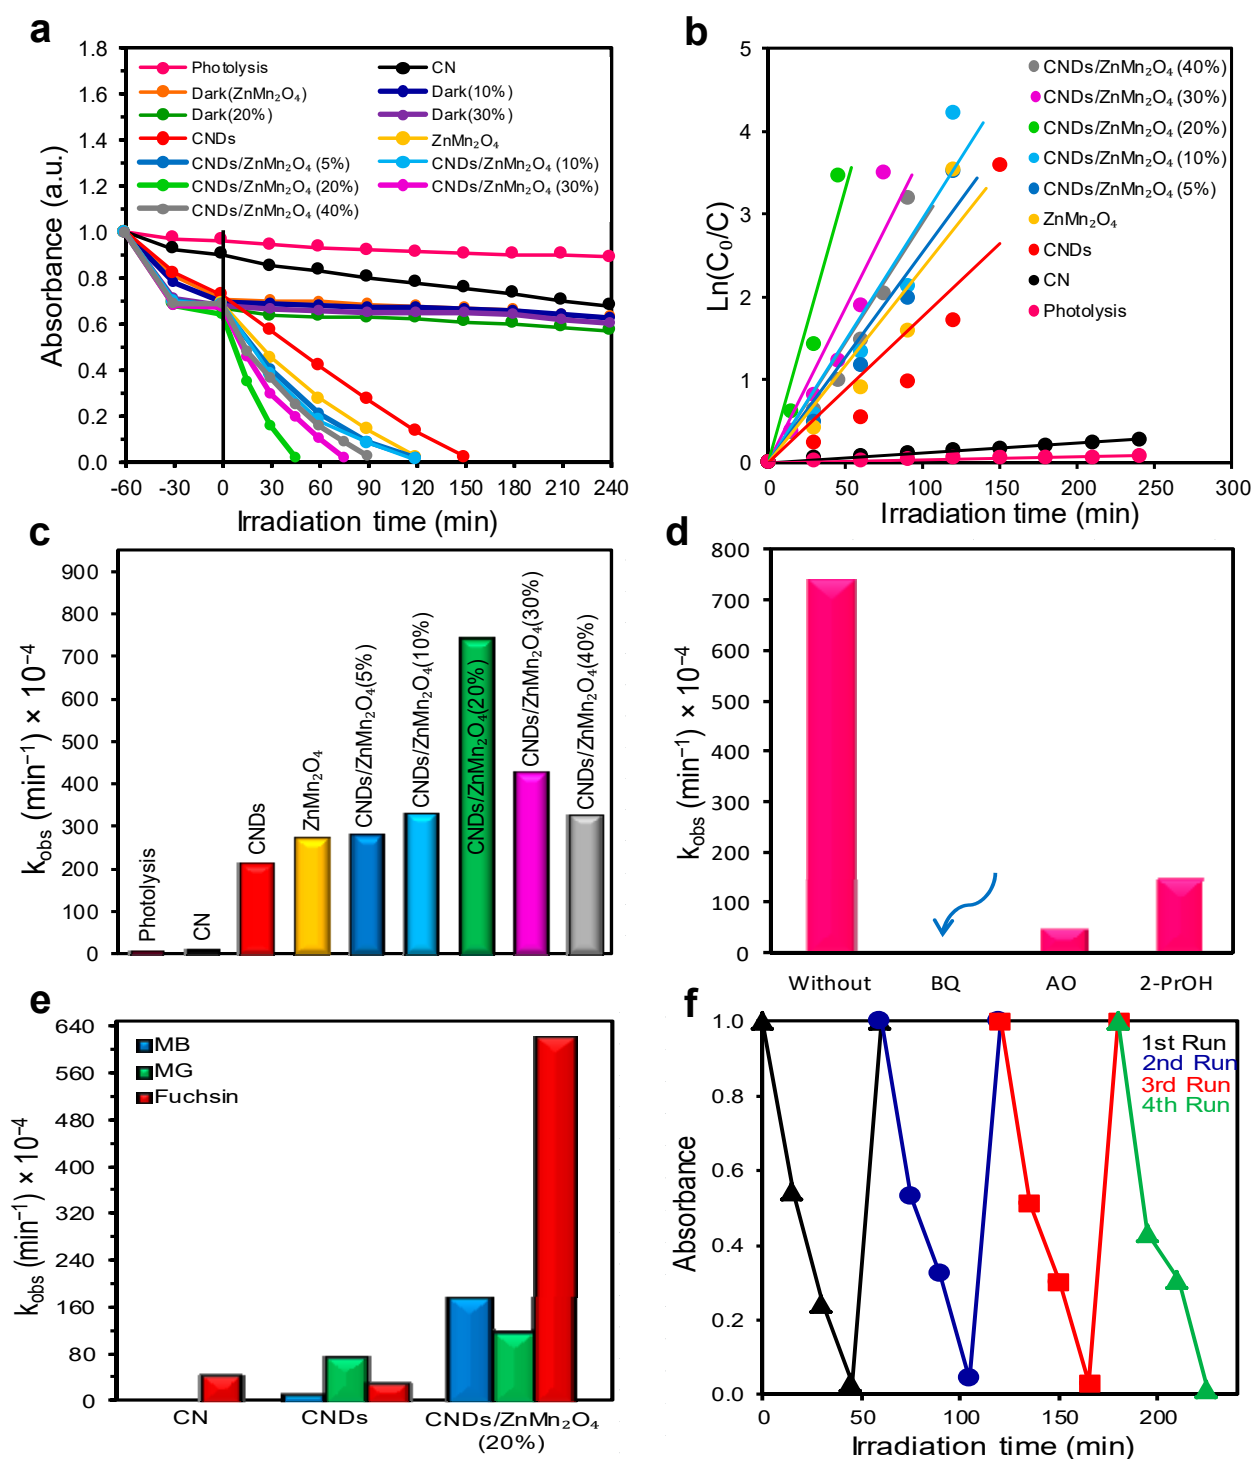 a
1.8
1.6
1.4
1.2
1.0
0.8
0.6
0.4
0.2
0.0
Absorbance (a.u.)
Photolysis
CN
Dark(ZnMn₂O₄)
Dark(10%)
Dark(20%)
Dark(30%)
CNDs
ZnMn₂O₄
CNDs/ZnMn₂O₄ (5%)
CNDs/ZnMn₂O₄ (10%)
CNDs/ZnMn₂O₄ (20%)
CNDs/ZnMn₂O₄ (30%)
CNDs/ZnMn₂O₄ (40%)
-60 -30 0 30 60 90 120 150 180 210 240
Irradiation time (min)
b
5
4
3
2
1
0
Ln(C₀/C)
CNDs/ZnMn₂O₄ (40%)
CNDs/ZnMn₂O₄ (30%)
CNDs/ZnMn₂O₄ (20%)
CNDs/ZnMn₂O₄ (10%)
CNDs/ZnMn₂O₄ (5%)
ZnMn₂O₄
CNDs
CN
Photolysis
0 50 100 150 200 250 300
Irradiation time (min)
c
900
800
700
600
500
400
300
200
100
0
k_obs (min⁻¹) × 10⁻⁴
Photolysis
CN
CNDs
ZnMn₂O₄
CNDs/ZnMn₂O₄(5%)
CNDs/ZnMn₂O₄(10%)
CNDs/ZnMn₂O₄(20%)
CNDs/ZnMn₂O₄(30%)
CNDs/ZnMn₂O₄(40%)
d
800
700
600
500
400
300
200
100
0
k_obs (min⁻¹) × 10⁻⁴
Without BQ AO 2-PrOH
e
640
560
480
400
320
240
160
80
0
k_obs (min⁻¹) × 10⁻⁴
MB
MG
Fuchsin
CN CNDs CNDs/ZnMn₂O₄
(20%)
f
1.0
0.8
0.6
0.4
0.2
0.0
Absorbance
1st Run
2nd Run
3rd Run
4th Run
0 50 100 150 200
Irradiation time (min)